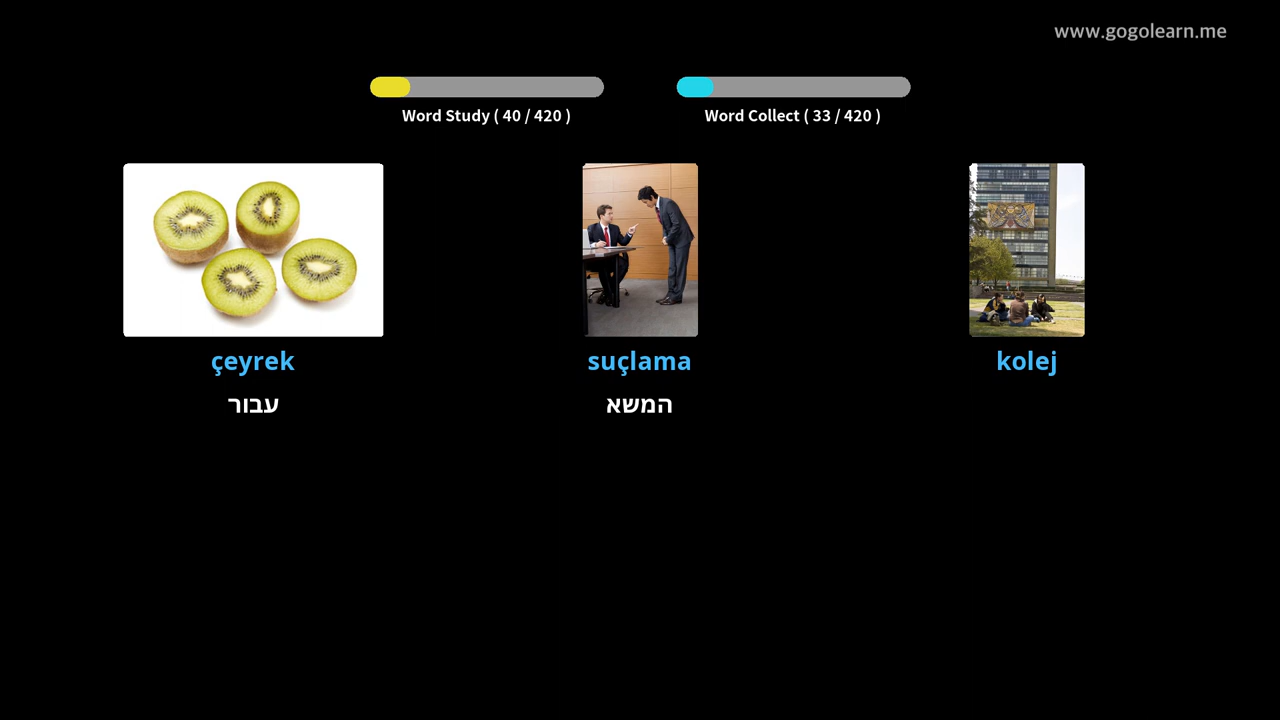 www.gogolearn.me
Word Study ( 40 / 420 )
Word Collect ( 33 / 420 )
çeyrek
suçlama
kolej
עבור
המשא